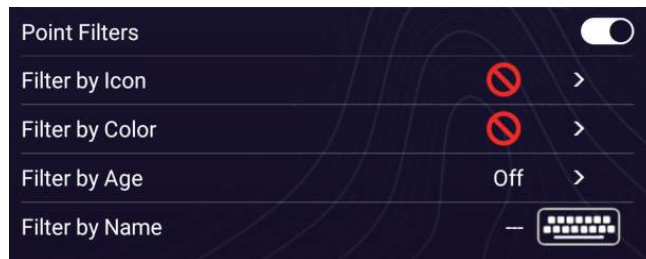 Point Filters
Filter by Icon >
Filter by Color >
Filter by Age Off >
Filter by Name ---